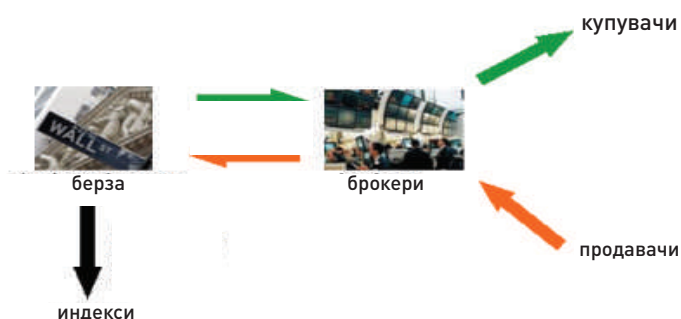 купувачи
WALL ST
берза
брокери
продавачи
индекси